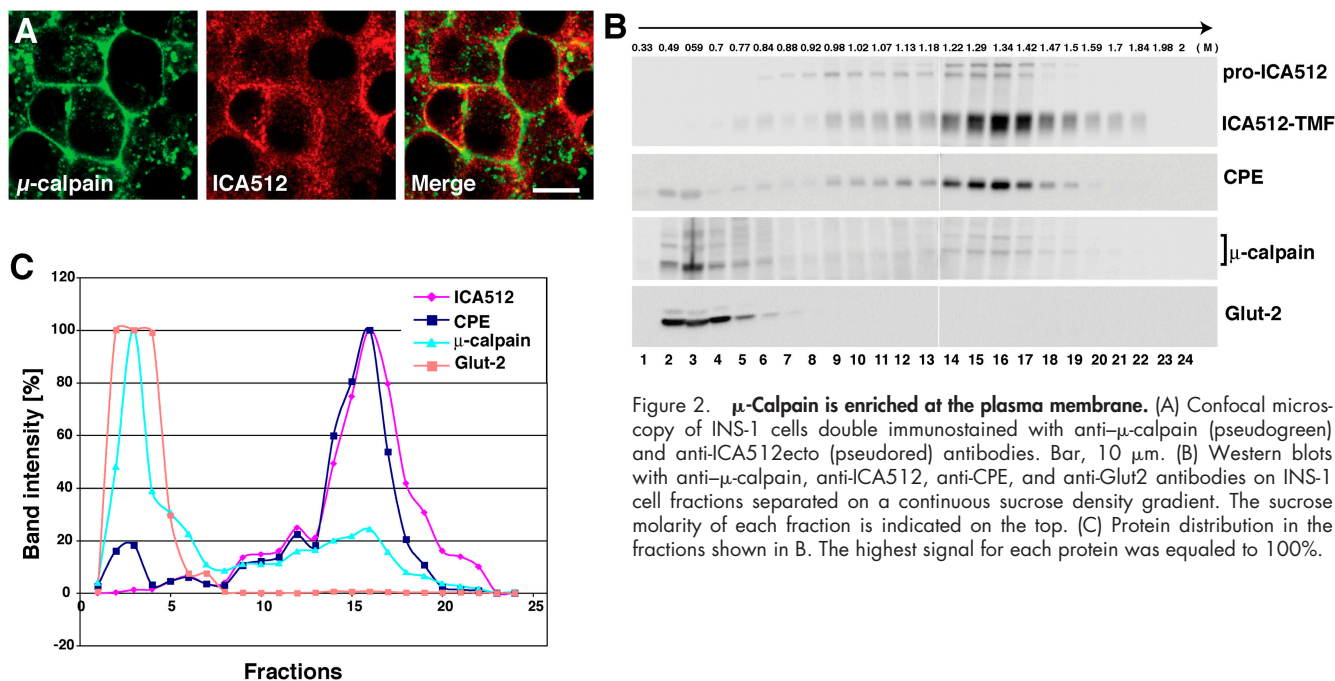 A
μ-calpain
ICA512
Merge
B
0.33 0.49 059 0.7 0.77 0.84 0.88 0.92 0.98 1.02 1.07 1.13 1.18 1.22 1.29 1.34 1.42 1.47 1.5 1.59 1.7 1.84 1.98 2 (M)
pro-ICA512
ICA512-TMF
CPE
μ-calpain
Glut-2
1 2 3 4 5 6 7 8 9 10 11 12 13 14 15 16 17 18 19 20 21 22 23 24
C
120
100
80
60
40
20
0
-20
0 5 10 15 20 25
Band intensity [%]
Fractions
ICA512
CPE
μ-calpain
Glut-2
Figure 2. μ-Calpain is enriched at the plasma membrane. (A) Confocal micros-
copy of INS-1 cells double immunostained with anti–μ-calpain (pseudogreen)
and anti-ICA512ecto (pseudored) antibodies. Bar, 10 μm. (B) Western blots
with anti–μ-calpain, anti-ICA512, anti-CPE, and anti-Glut2 antibodies on INS-1
cell fractions separated on a continuous sucrose density gradient. The sucrose
molarity of each fraction is indicated on the top. (C) Protein distribution in the
fractions shown in B. The highest signal for each protein was equaled to 100%.